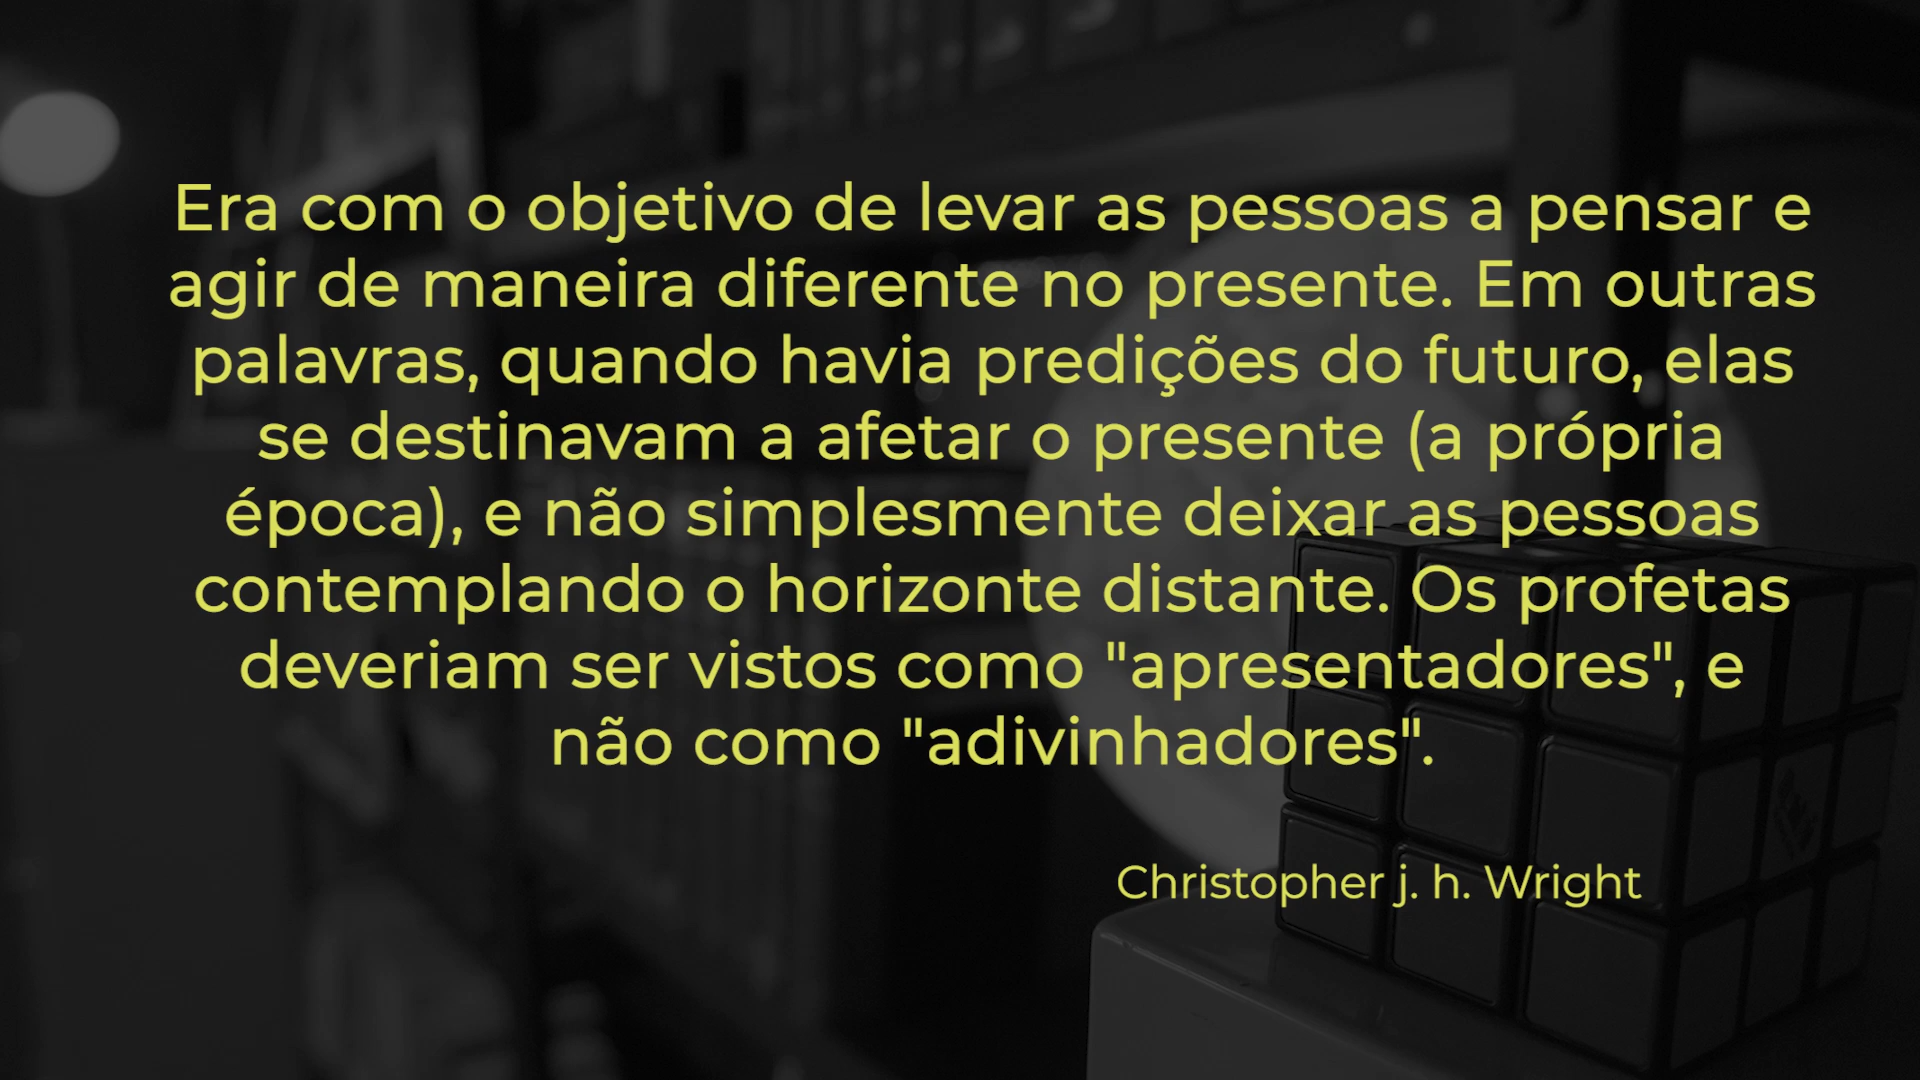 Era com o objetivo de levar as pessoas a pensar e
agir de maneira diferente no presente. Em outras
palavras, quando havia predições do futuro, elas
se destinavam a afetar o presente (a própria
época), e não simplesmente deixar as pessoas
contemplando o horizonte distante. Os profetas
deveriam ser vistos como "apresentadores", e
não como "adivinhadores".
Christopher j. h. Wright